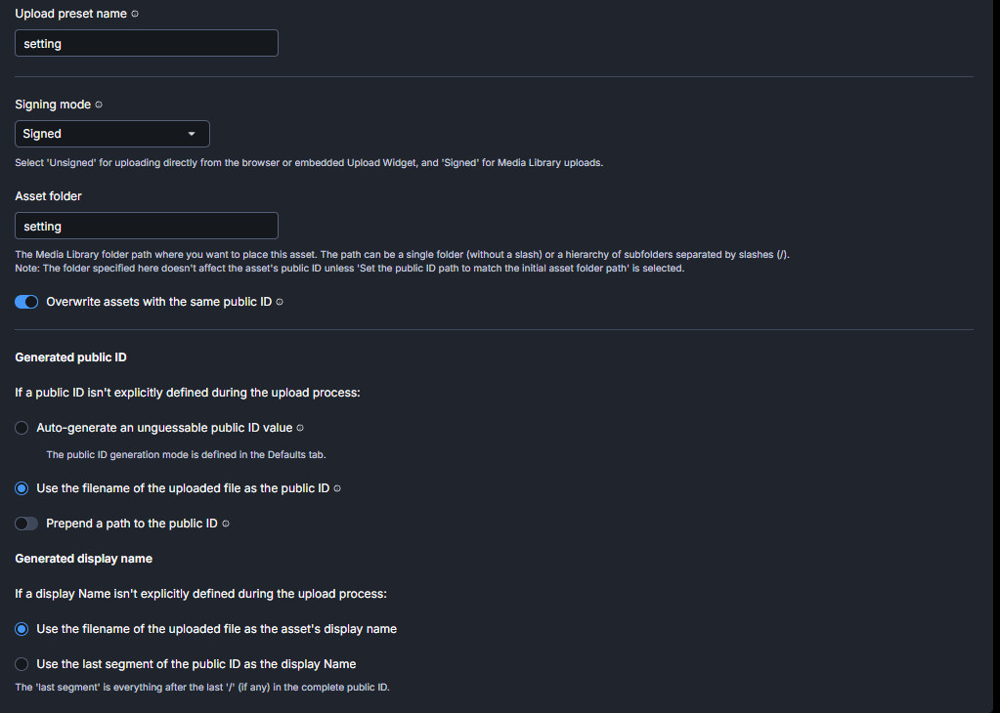 Upload preset name
setting
Signing mode
Signed
Select 'Unsigned' for uploading directly from the browser or embedded Upload Widget, and 'Signed' for Media Library uploads.
Asset folder
setting
The Media Library folder path where you want to place this asset. The path can be a single folder (without a slash) or a hierarchy of subfolders separated by slashes (/).
Note: The folder specified here doesn't affect the asset's public ID unless 'Set the public ID path to match the initial asset folder path' is selected.
Overwrite assets with the same public ID
Generated public ID
If a public ID isn't explicitly defined during the upload process:
Auto-generate an unguessable public ID value
The public ID generation mode is defined in the Defaults tab.
Use the filename of the uploaded file as the public ID
Prepend a path to the public ID
Generated display name
If a display Name isn't explicitly defined during the upload process:
Use the filename of the uploaded file as the asset's display name
Use the last segment of the public ID as the display Name
The 'last segment' is everything after the last '/' (if any) in the complete public ID.